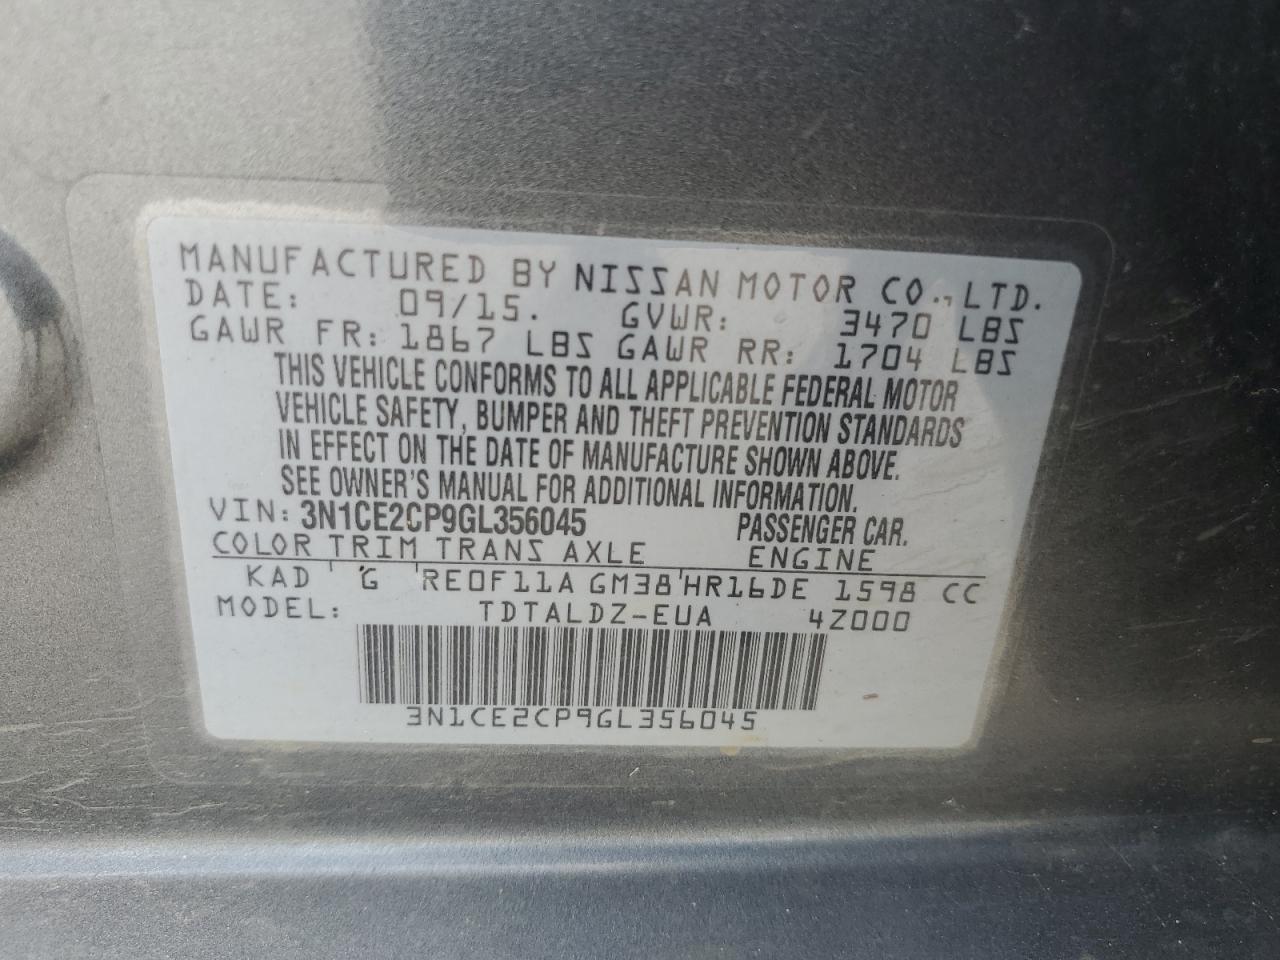 MANUFACTURED BY NISSAN MOTOR CO., LTD.
DATE: 09/15. GVWR: 3470 LBS
GAWR FR: 1867 LBS GAWR RR: 1704 LBS
THIS VEHICLE CONFORMS TO ALL APPLICABLE FEDERAL MOTOR
VEHICLE SAFETY, BUMPER AND THEFT PREVENTION STANDARDS
IN EFFECT ON THE DATE OF MANUFACTURE SHOWN ABOVE.
SEE OWNER'S MANUAL FOR ADDITIONAL INFORMATION.
VIN: 3N1CE2CP9GL356045 PASSENGER CAR.
COLOR TRIM TRANS AXLE ENGINE
KAD G RE0F11A GM38 HR16DE 1598 CC
MODEL: TDTALDZ-EUA 4Z000
3N1CE2CP9GL356045